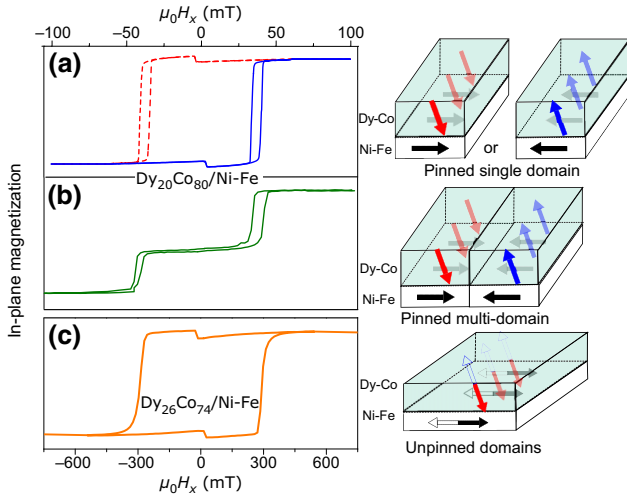 μ₀Hₓ (mT)
-100 -50 0 50 100
(a)
Dy₂₀Co₈₀/Ni-Fe
(b)
(c)
Dy₂₆Co₇₄/Ni-Fe
In-plane magnetization
-600 -300 0 300 600
μ₀Hₓ (mT)
Dy-Co
Ni-Fe
or
Pinned single domain
Dy-Co
Ni-Fe
Pinned multi-domain
Dy-Co
Ni-Fe
Unpinned domains